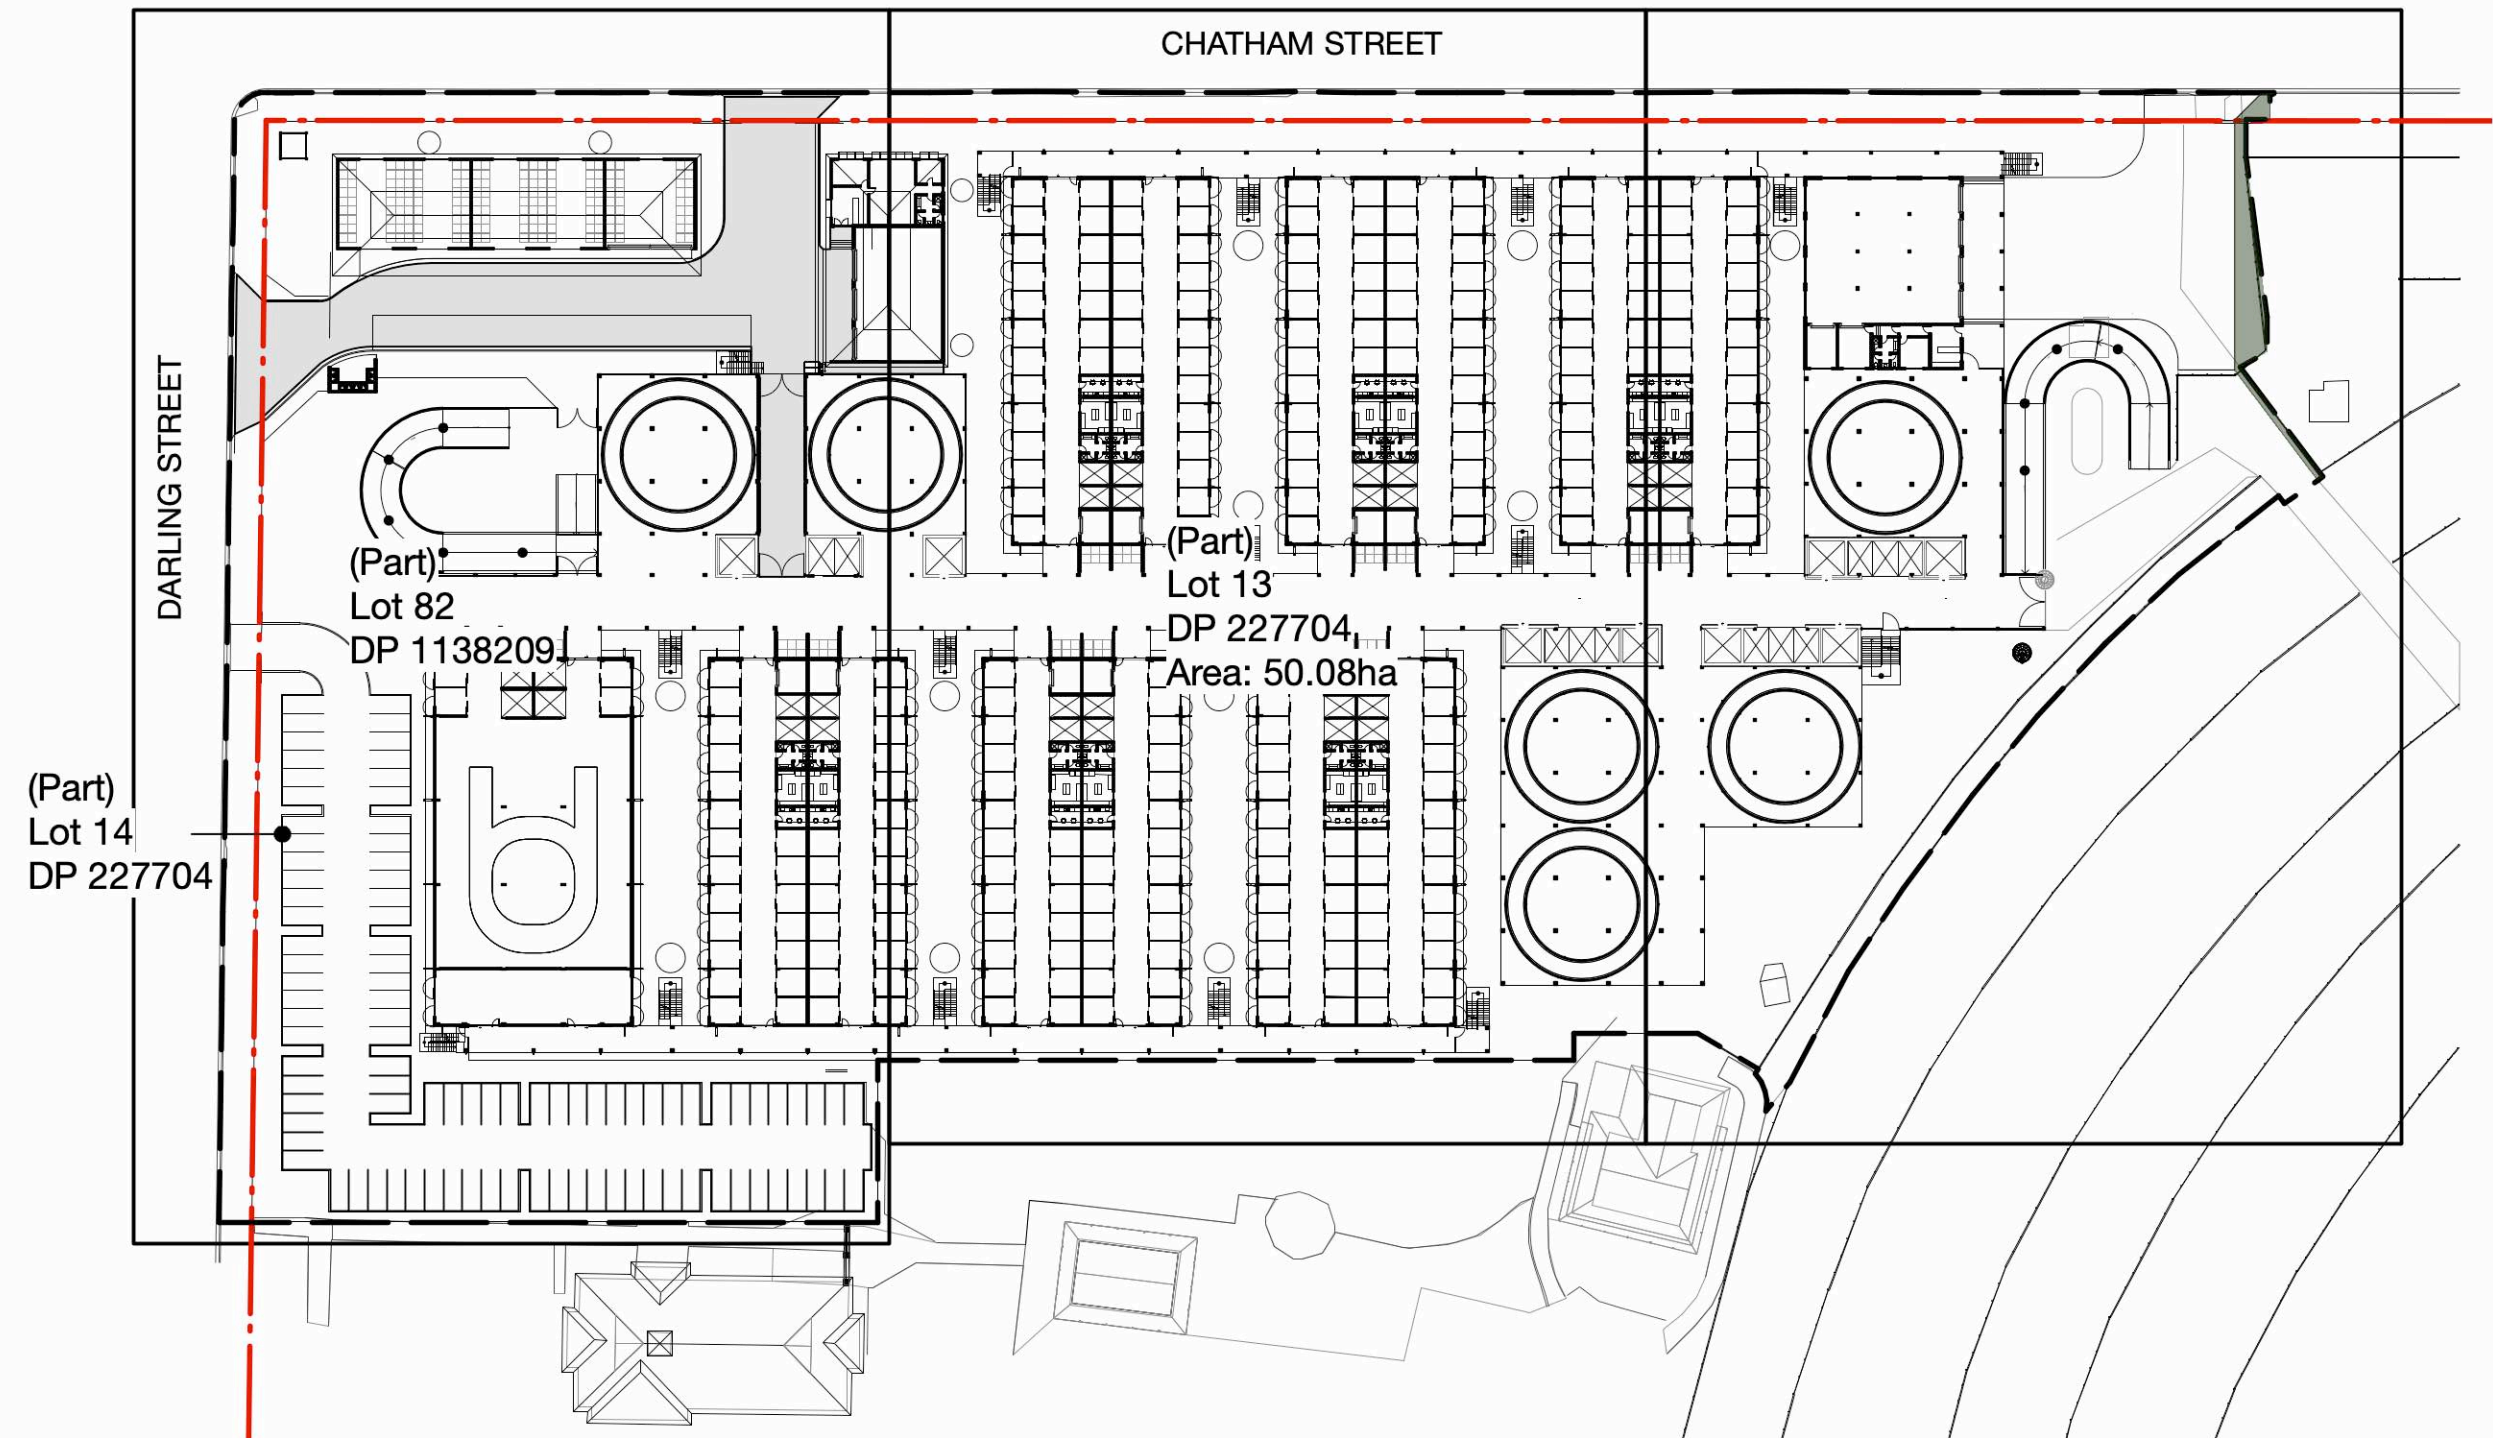 CHATHAM STREET
DARLING STREET
(Part)
Lot 82
DP 1138209
(Part)
Lot 13
DP 227704
Area: 50.08ha
(Part)
Lot 14
DP 227704